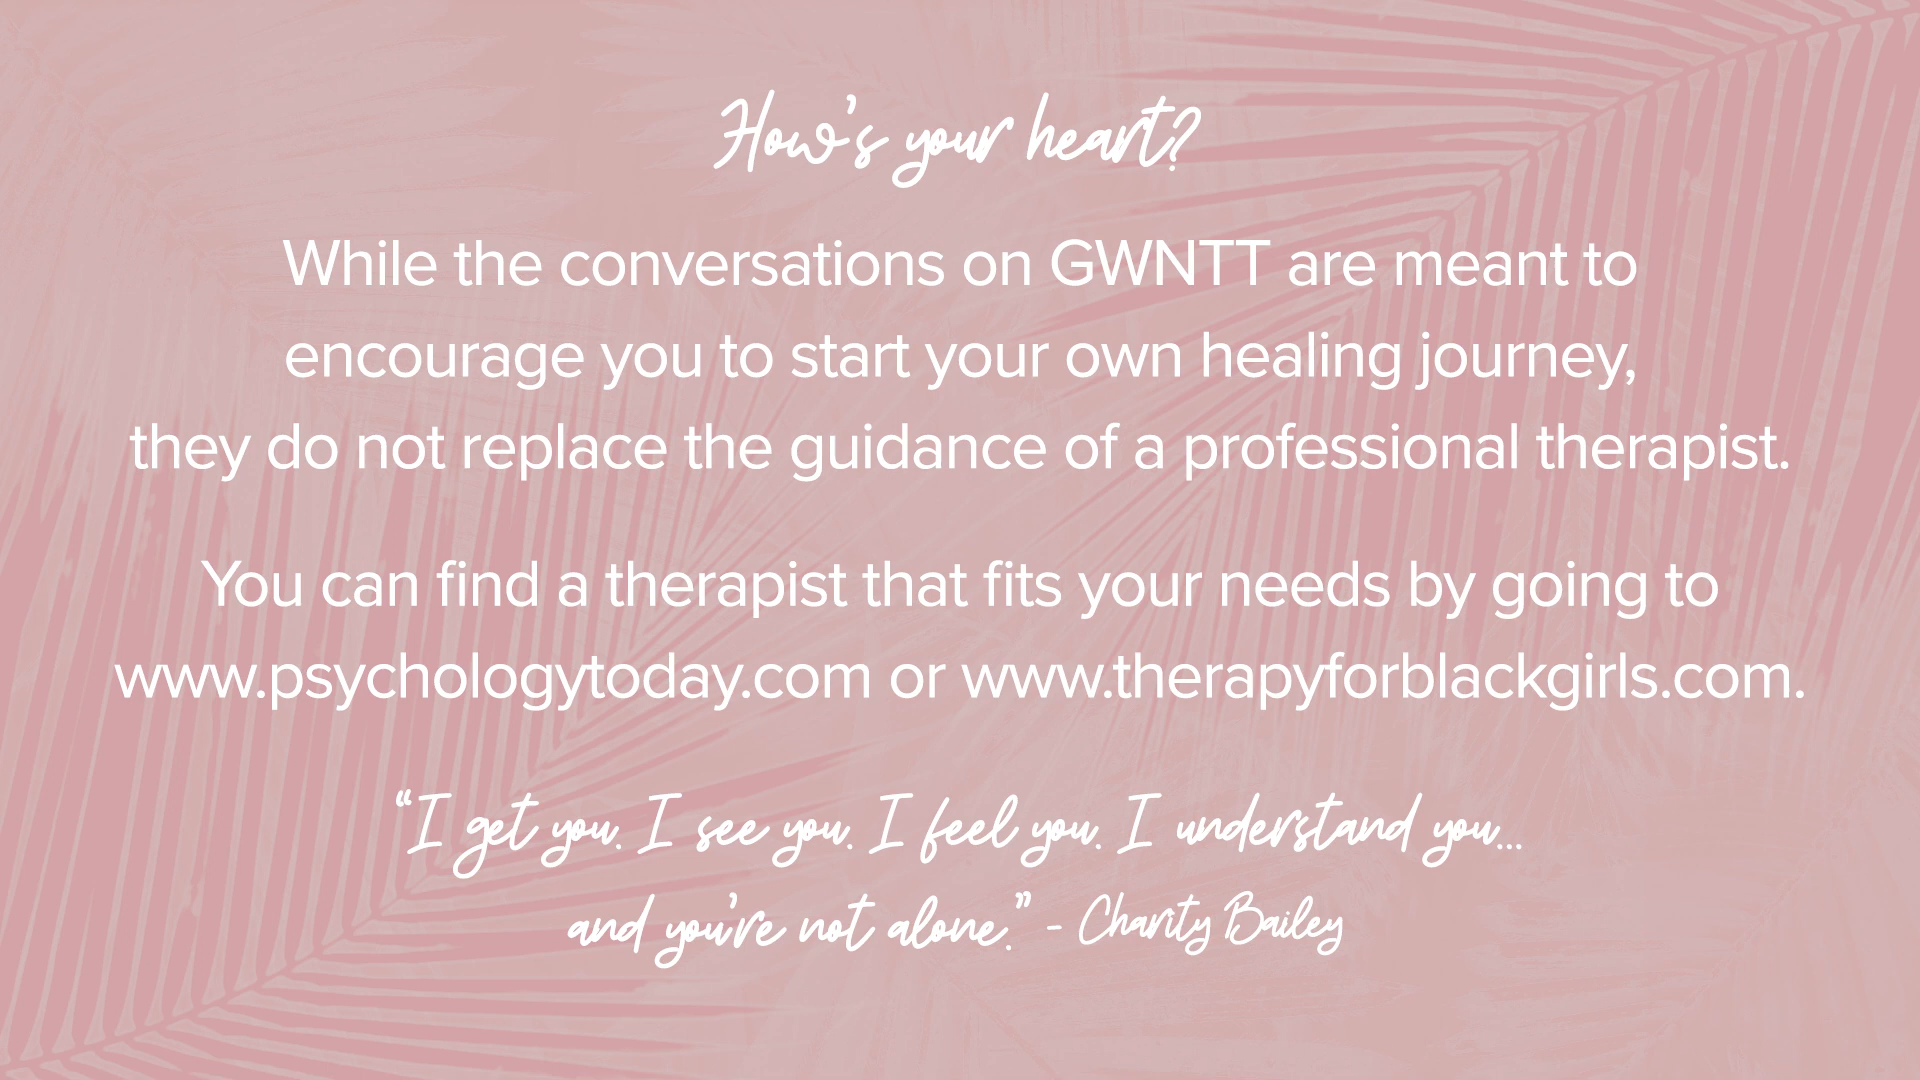 How's your heart?
While the conversations on GWNTT are meant to
encourage you to start your own healing journey,
they do not replace the guidance of a professional therapist.
You can find a therapist that fits your needs by going to
www.psychologytoday.com or www.therapyforblackgirls.com.
“I get you. I see you. I feel you. I understand you...
and you're not alone.” - Charity Bailey